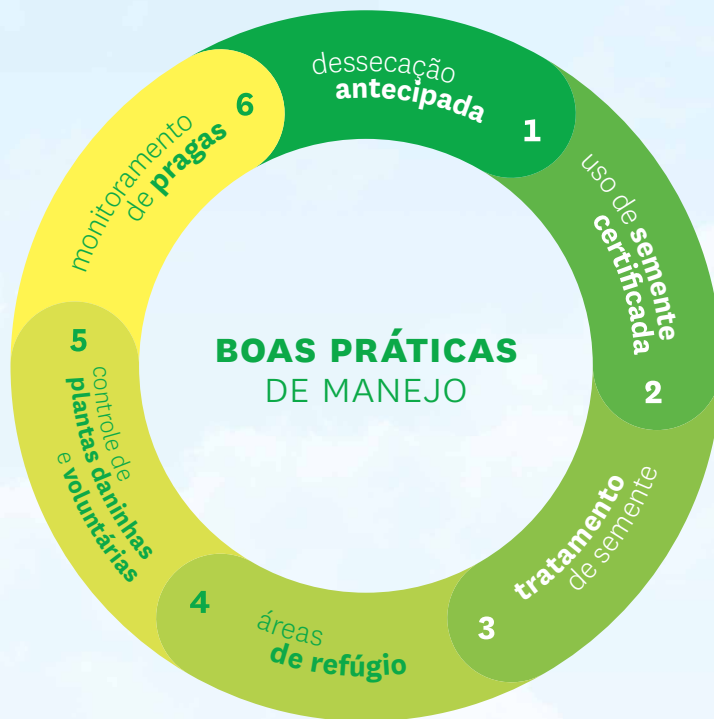 BOAS PRÁTICAS
DE MANEJO
dessecação
antecipada
1
uso de semente
certificada
2
tratamento
de semente
3
4
áreas
de refúgio
5
controle de
plantas daninhas
e voluntárias
6
monitoramento
de pragas